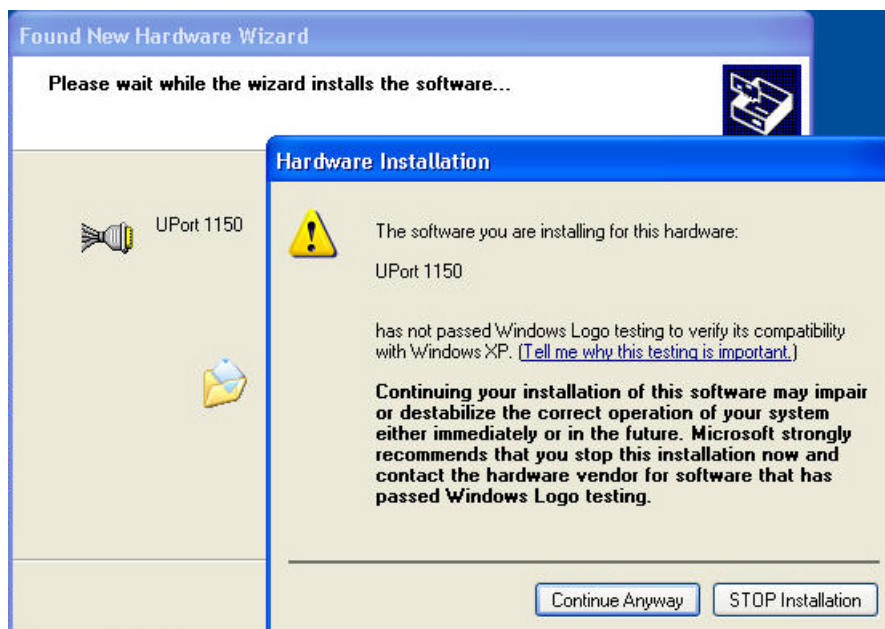 Found New Hardware Wizard
Please wait while the wizard installs the software...
Hardware Installation
UPort 1150
The software you are installing for this hardware:
UPort 1150
has not passed Windows Logo testing to verify its compatibility
with Windows XP. (Tell me why this testing is important.)
Continuing your installation of this software may impair
or destabilize the correct operation of your system
either immediately or in the future. Microsoft strongly
recommends that you stop this installation now and
contact the hardware vendor for software that has
passed Windows Logo testing.
Continue Anyway
STOP Installation